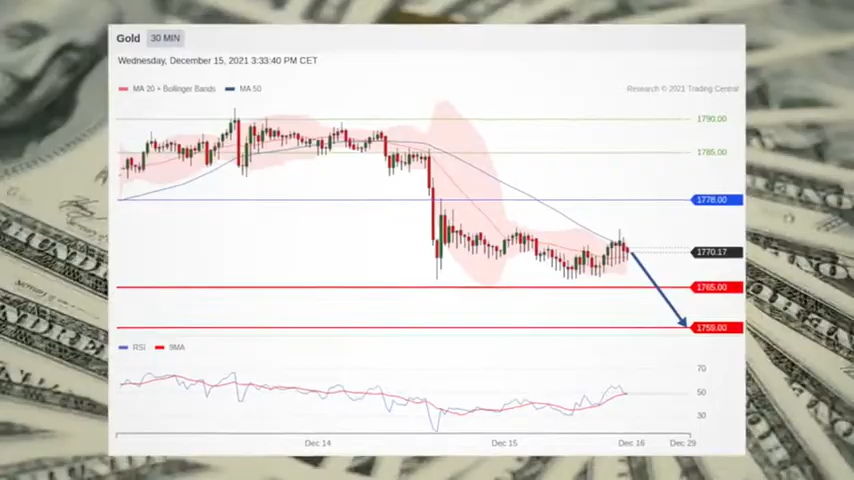 Gold 30 MIN
Wednesday, December 15, 2021 3:33:40 PM CET
MA 20 + Bollinger Bands MA 50 Research © 2021 Trading Central
1790.00
1785.00
1778.00
1770.17
1765.00
1759.00
RSI 9MA
70
50
30
Dec 14 Dec 15 Dec 16 Dec 29